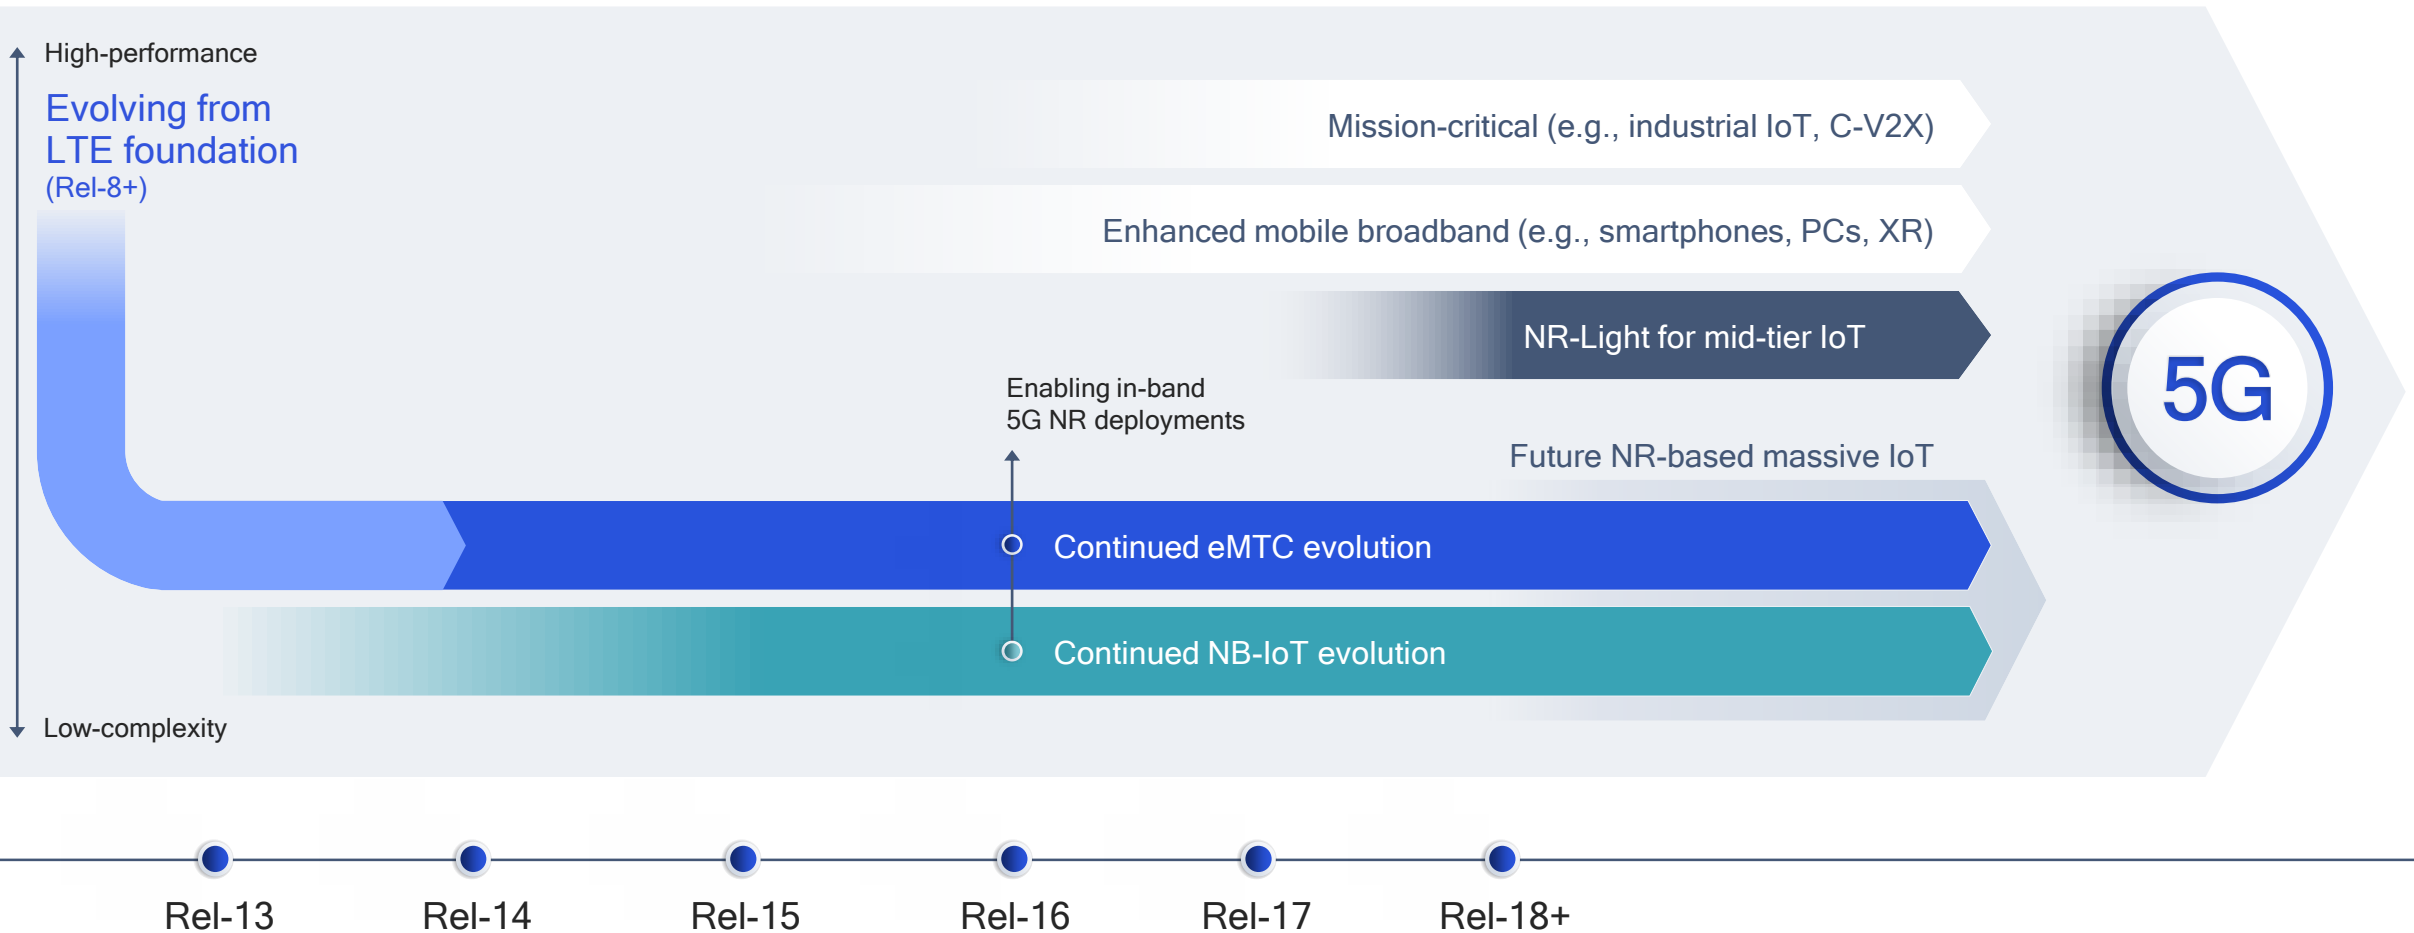 High-performance
Evolving from
LTE foundation
(Rel-8+)
Mission-critical (e.g., industrial IoT, C-V2X)
Enhanced mobile broadband (e.g., smartphones, PCs, XR)
NR-Light for mid-tier IoT
5G
Enabling in-band
5G NR deployments
Future NR-based massive IoT
Continued eMTC evolution
Continued NB-IoT evolution
Low-complexity
Rel-13
Rel-14
Rel-15
Rel-16
Rel-17
Rel-18+